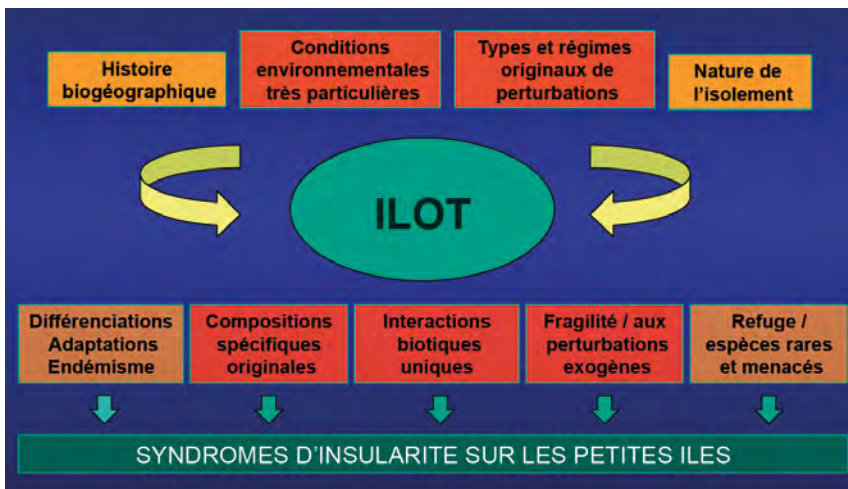 Histoire
biogéographique
Conditions
environnementales
très particulières
Types et régimes
originaux de
perturbations
Nature de
l'isolement
ILOT
Différenciations
Adaptations
Endémisme
Compositions
spécifiques
originales
Interactions
biotiques
uniques
Fragilité / aux
perturbations
exogènes
Refuge /
espèces rares
et menacés
SYNDROMES D'INSULARITE SUR LES PETITES ILES